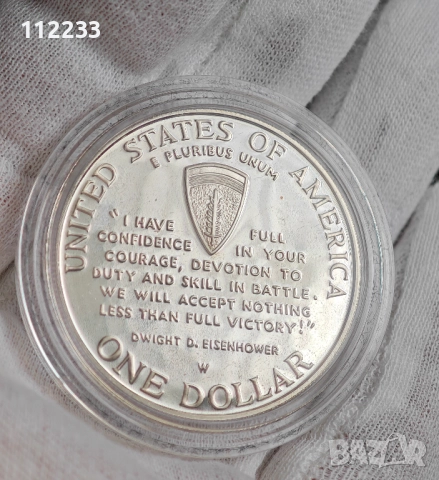 112233
UNITED STATES OF AMERICA
E PLURIBUS UNUM
"I HAVE FULL
CONFIDENCE IN YOUR
COURAGE, DEVOTION TO
DUTY AND SKILL IN BATTLE.
WE WILL ACCEPT NOTHING
LESS THAN FULL VICTORY!"
DWIGHT D. EISENHOWER
W
ONE DOLLAR
BAZAR